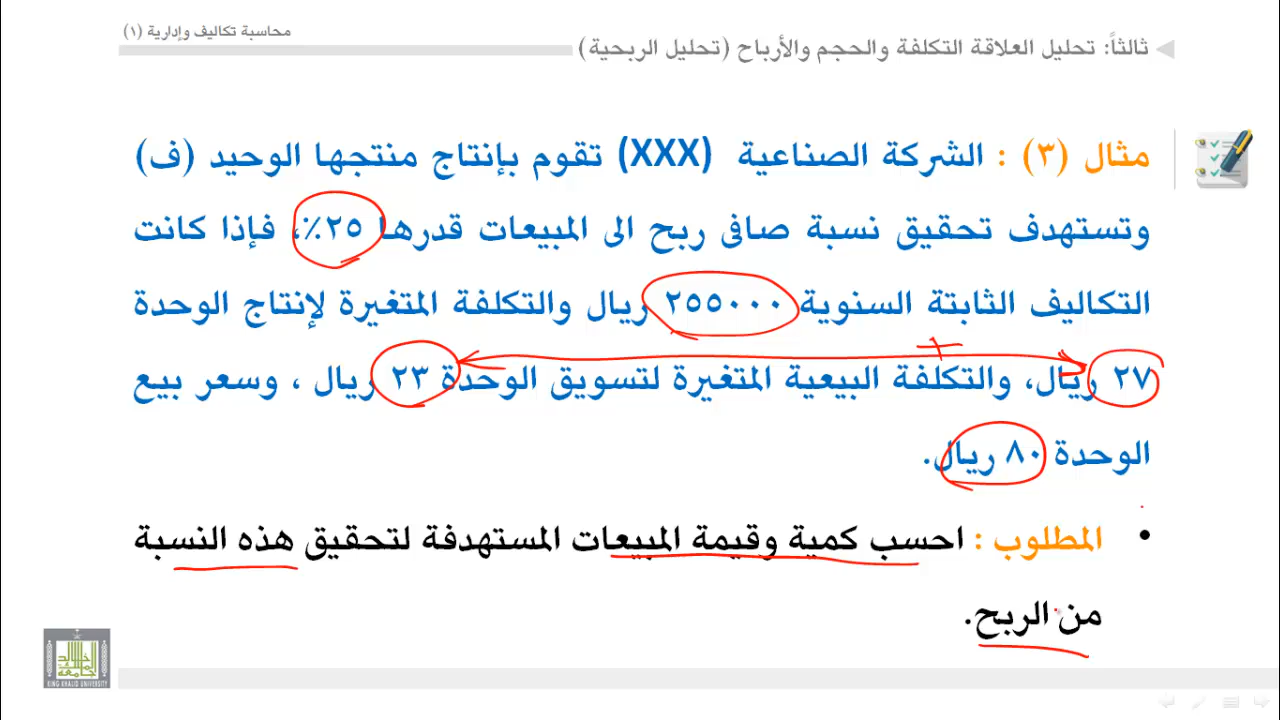 محاسبة تكاليف وإدارية (١)
ثالثاً: تحليل العلاقة التكلفة والحجم والأرباح (تحليل الربحية)
مثال (٣) : الشركة الصناعية (XXX) تقوم بإنتاج منتجها الوحيد (ف)
وتستهدف تحقيق نسبة صافى ربح الى المبيعات قدرها ٢٥٪، فإذا كانت
التكاليف الثابتة السنوية ٢٥٥٠٠٠ ريال والتكلفة المتغيرة لإنتاج الوحدة
٢٧ ريال، والتكلفة البيعية المتغيرة لتسويق الوحدة ٢٣ ريال ، وسعر بيع
الوحدة ٨٠ ريال.
• المطلوب : احسب كمية وقيمة المبيعات المستهدفة لتحقيق هذه النسبة
من الربح.
KING KHALID UNIVERSITY